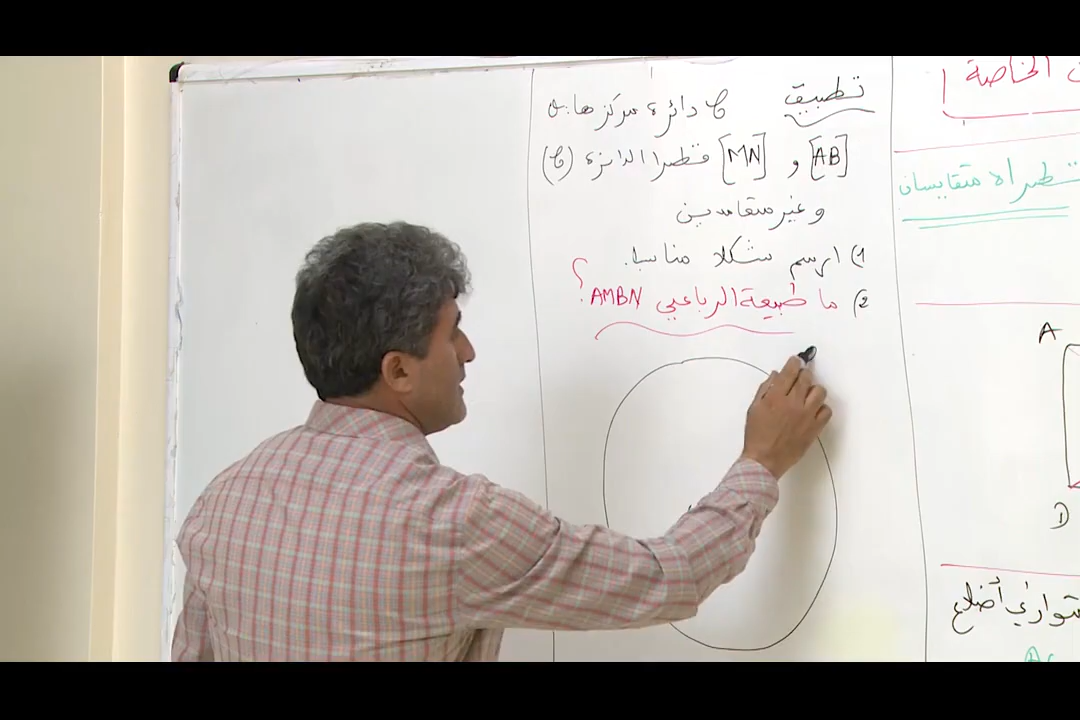 تطبيق
(C) دائرة مركزها: O
[AB] و [MN] قطرا الدائرة (C)
وغير متعامدين
1) ارسم شكلا مناسبا.
2) ما طبيعة الرباعي AMBN ؟
الخاصة
قطراه متقايسان
A
D
متوازي أضلاع